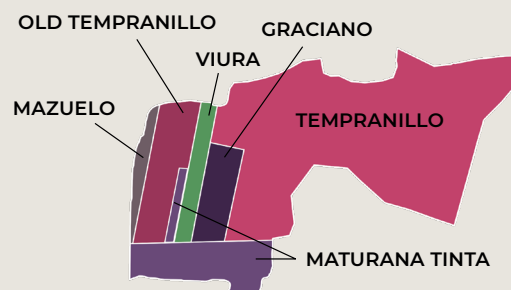 OLD TEMPRANILLO
GRACIANO
VIURA
MAZUELO
TEMPRANILLO
MATURANA TINTA